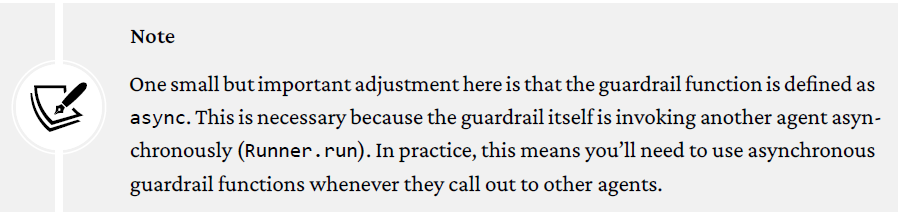 Note
One small but important adjustment here is that the guardrail function is defined as
async. This is necessary because the guardrail itself is invoking another agent asyn-
chronously (Runner.run). In practice, this means you’ll need to use asynchronous
guardrail functions whenever they call out to other agents.